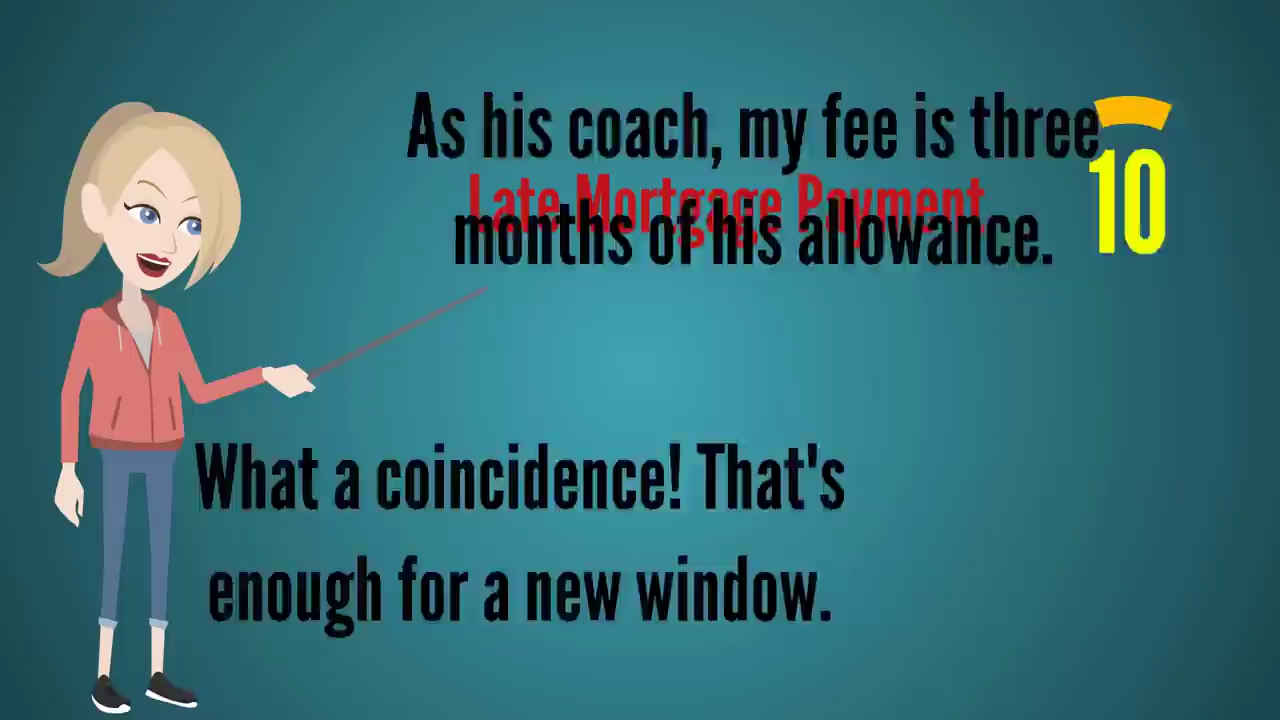 As his coach, my fee is three
10
Late Mortgage Payment
months of his allowance.
What a coincidence! That's
enough for a new window.